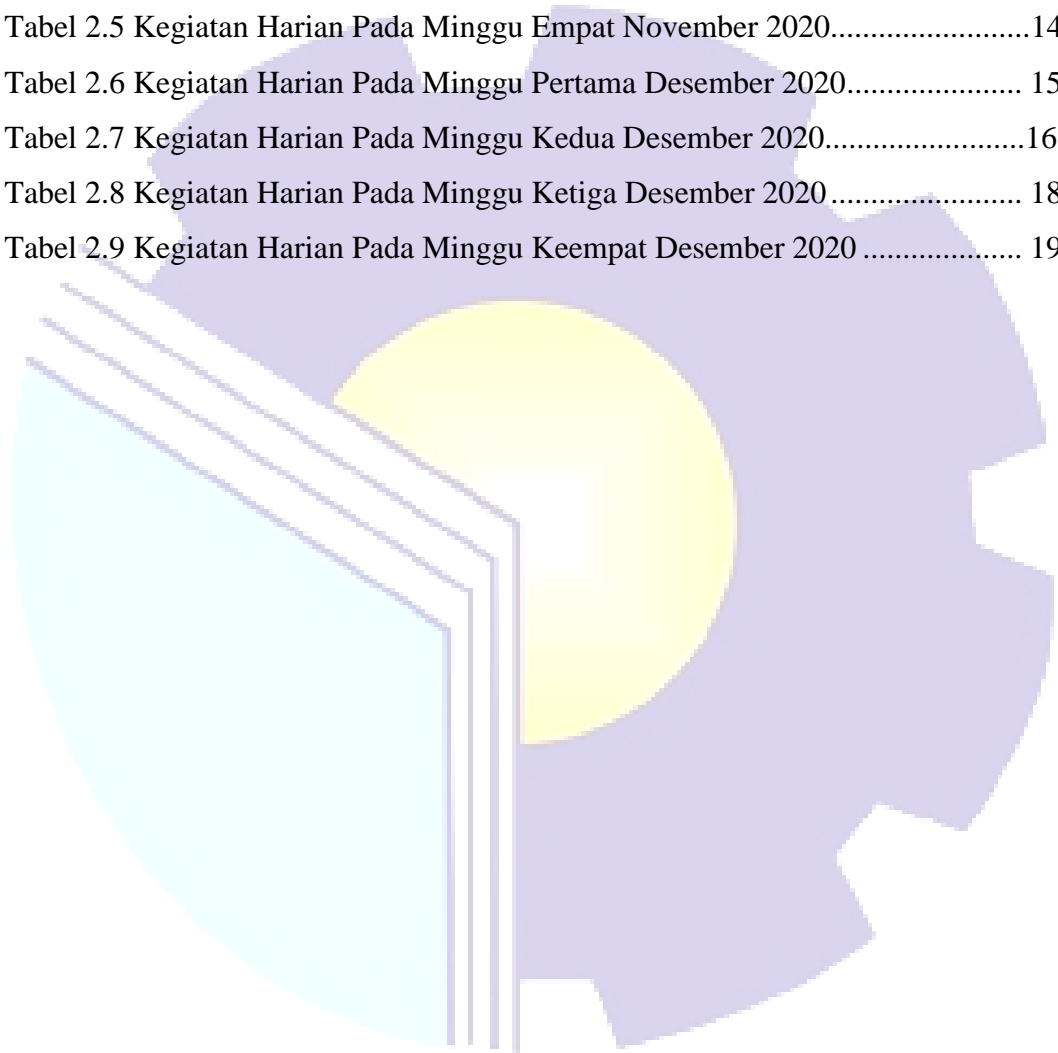 Tabel 2.5 Kegiatan Harian Pada Minggu Empat November 2020.......................14
Tabel 2.6 Kegiatan Harian Pada Minggu Pertama Desember 2020.................... 15
Tabel 2.7 Kegiatan Harian Pada Minggu Kedua Desember 2020.......................16
Tabel 2.8 Kegiatan Harian Pada Minggu Ketiga Desember 2020 ...................... 18
Tabel 2.9 Kegiatan Harian Pada Minggu Keempat Desember 2020 ................... 19